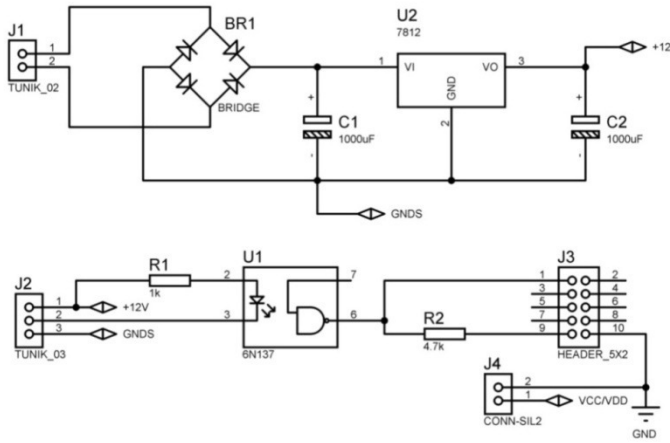 J1
1
2
TUNIK_02
BR1
BRIDGE
U2
7812
1
VI
VO
3
GND
2
+12
+
C1
1000uF
-
+
C2
1000uF
-
GNDS
J2
1
2
3
TUNIK_03
+12V
GNDS
R1
1k
U1
2
3
7
6
6N137
R2
4.7k
J3
1
2
3
4
5
6
7
8
9
10
HEADER_5X2
J4
2
1
CONN-SIL2
VCC/VDD
GND